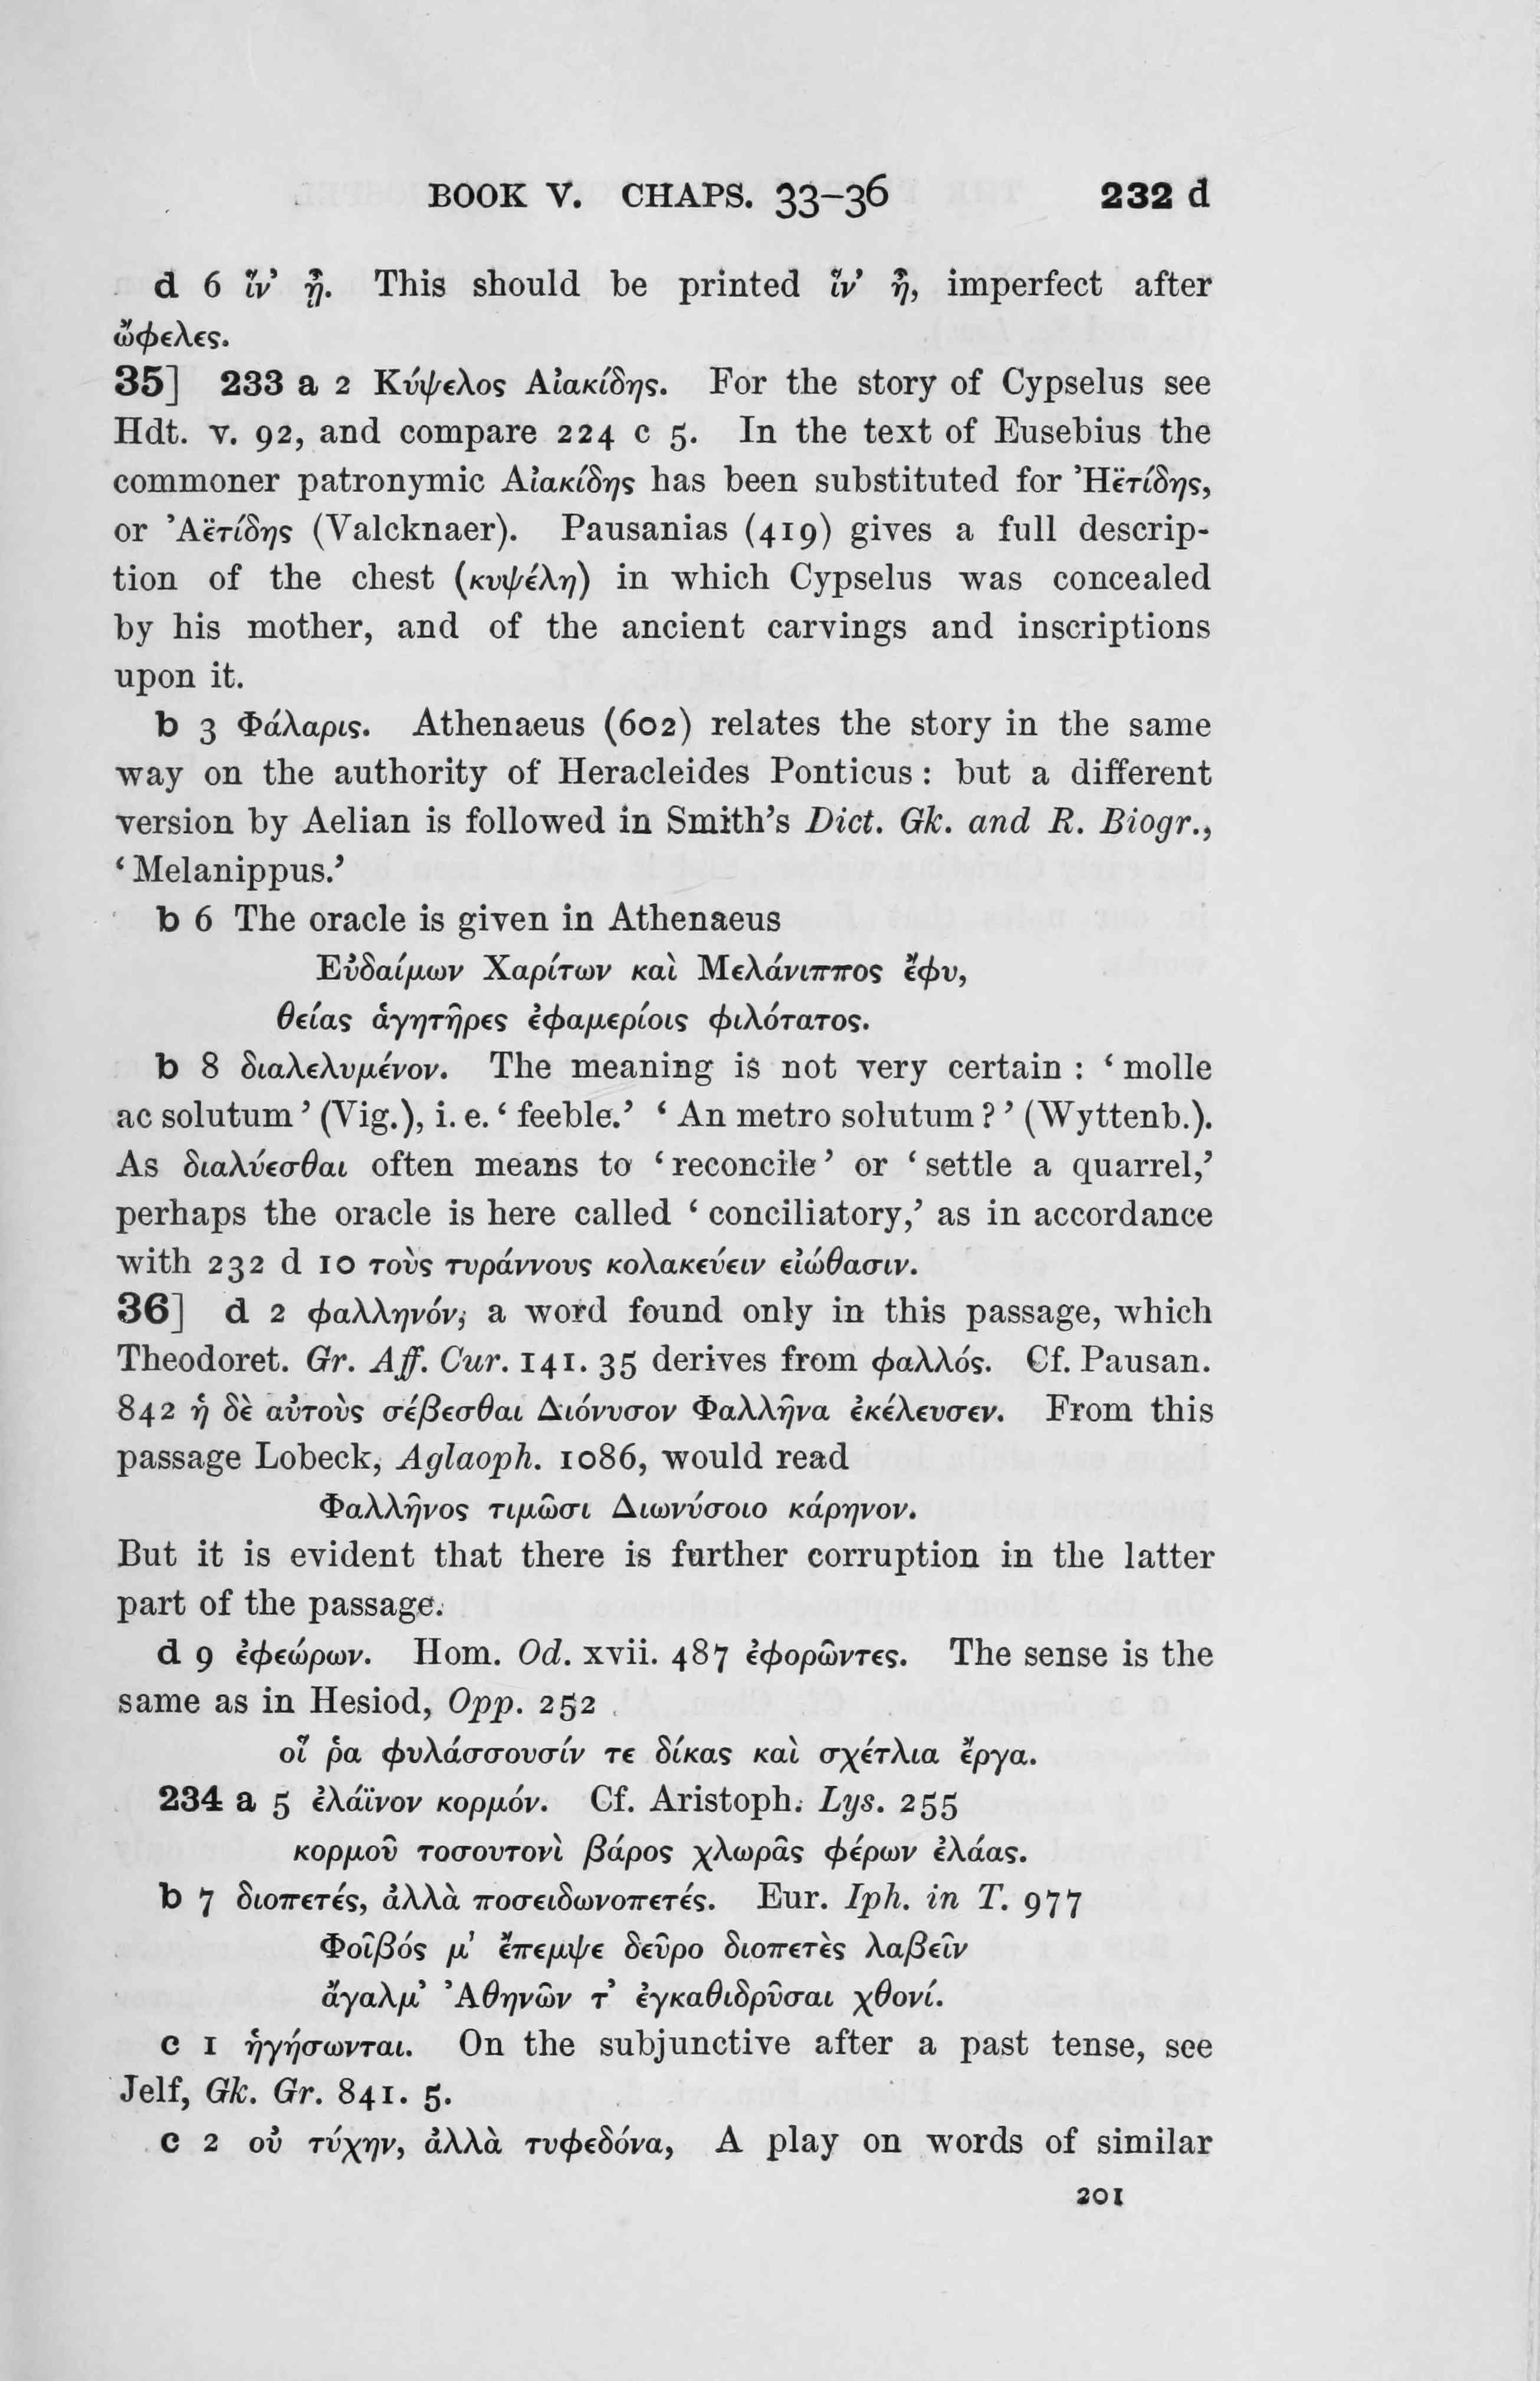 BOOK V. CHAPS. 33–36 232 d
d 6 ἵν’ ᾖ. This should be printed ἵν’ ἦ, imperfect after
ὤφελες.
35] 233 a 2 Κύψελος Αἰακίδης. For the story of Cypselus see
Hdt. v. 92, and compare 224 c 5. In the text of Eusebius the
commoner patronymic Αἰακίδης has been substituted for Ἠϊετίδης,
or Ἀετίδης (Valcknaer). Pausanias (419) gives a full descrip-
tion of the chest (κυψέλη) in which Cypselus was concealed
by his mother, and of the ancient carvings and inscriptions
upon it.
b 3 Φάλαρις. Athenaeus (602) relates the story in the same
way on the authority of Heracleides Ponticus : but a different
version by Aelian is followed in Smith’s Dict. Gk. and R. Biogr.,
‘ Melanippus.’
b 6 The oracle is given in Athenaeus
Εὐδαίμων Χαρίτων καὶ Μελάνιππος ἔφυ,
θείας ἁγητῆρες ἐφαμερίοις φιλότατος.
b 8 διαλελυμένον. The meaning is not very certain : ‘ molle
ac solutum ’ (Vig.), i. e. ‘ feeble.’ ‘ An metro solutum ? ’ (Wyttenb.).
As διαλύεσθαι often means to ‘ reconcile ’ or ‘ settle a quarrel,’
perhaps the oracle is here called ‘ conciliatory,’ as in accordance
with 232 d 10 τοὺς τυράννους κολακεύειν εἰώθασιν.
36] d 2 φαλληνόν, a word found only in this passage, which
Theodoret. Gr. Aff. Cur. 141. 35 derives from φαλλός. Cf. Pausan.
842 ἡ δὲ αὐτοὺς σέβεσθαι Διόνυσον Φαλλῆνα ἐκέλευσεν. From this
passage Lobeck, Aglaoph. 1086, would read
Φαλλῆνος τιμῶσι Διωνύσοιο κάρηνον.
But it is evident that there is further corruption in the latter
part of the passage.
d 9 ἐφεώρων. Hom. Od. xvii. 487 ἐφορῶντες. The sense is the
same as in Hesiod, Opp. 252
οἵ ῥα φυλάσσουσίν τε δίκας καὶ σχέτλια ἔργα.
234 a 5 ἐλάϊνον κορμόν. Cf. Aristoph. Lys. 255
κορμοῦ τοσουτονὶ βάρος χλωρᾶς φέρων ἐλάας.
b 7 διοπετές, ἀλλὰ ποσειδωνοπετές. Eur. Iph. in T. 977
Φοῖβός μ’ ἔπεμψε δεῦρο διοπετὲς λαβεῖν
ἄγαλμ’ Ἀθηνῶν τ’ ἐγκαθιδρῦσαι χθονί.
c 1 ἡγήσωνται. On the subjunctive after a past tense, see
Jelf, Gk. Gr. 841. 5.
c 2 οὐ τύχην, ἀλλὰ τυφεδόνα, A play on words of similar
201